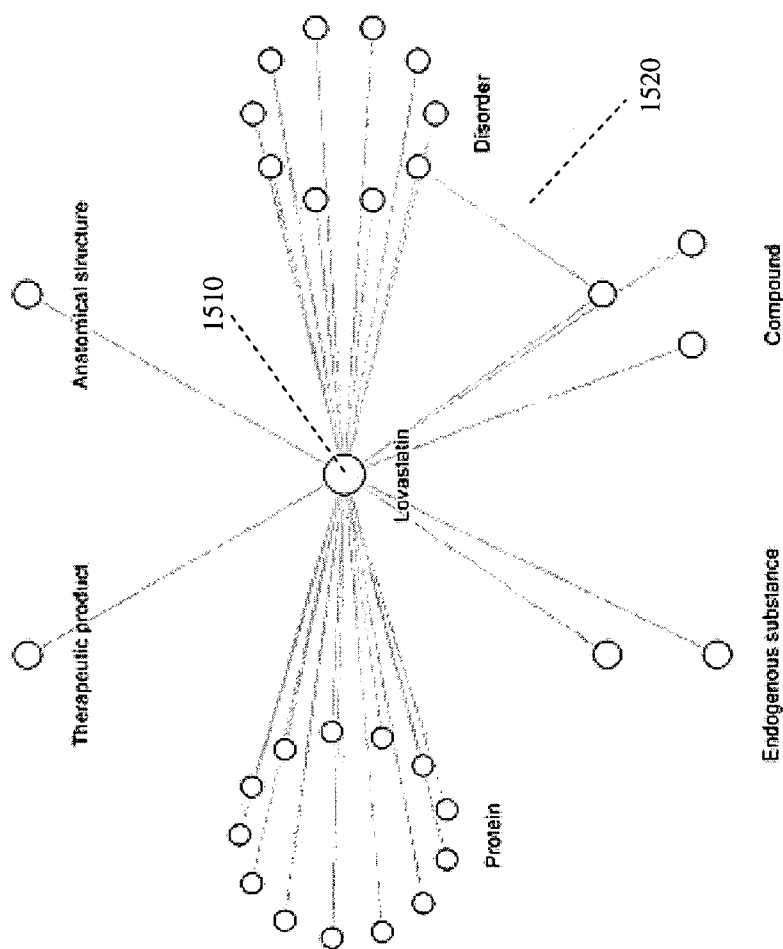 Therapeutic product
Anatomical structure
1510
Lovastatin
Protein
Disorder
1520
Endogenous substance
Compound